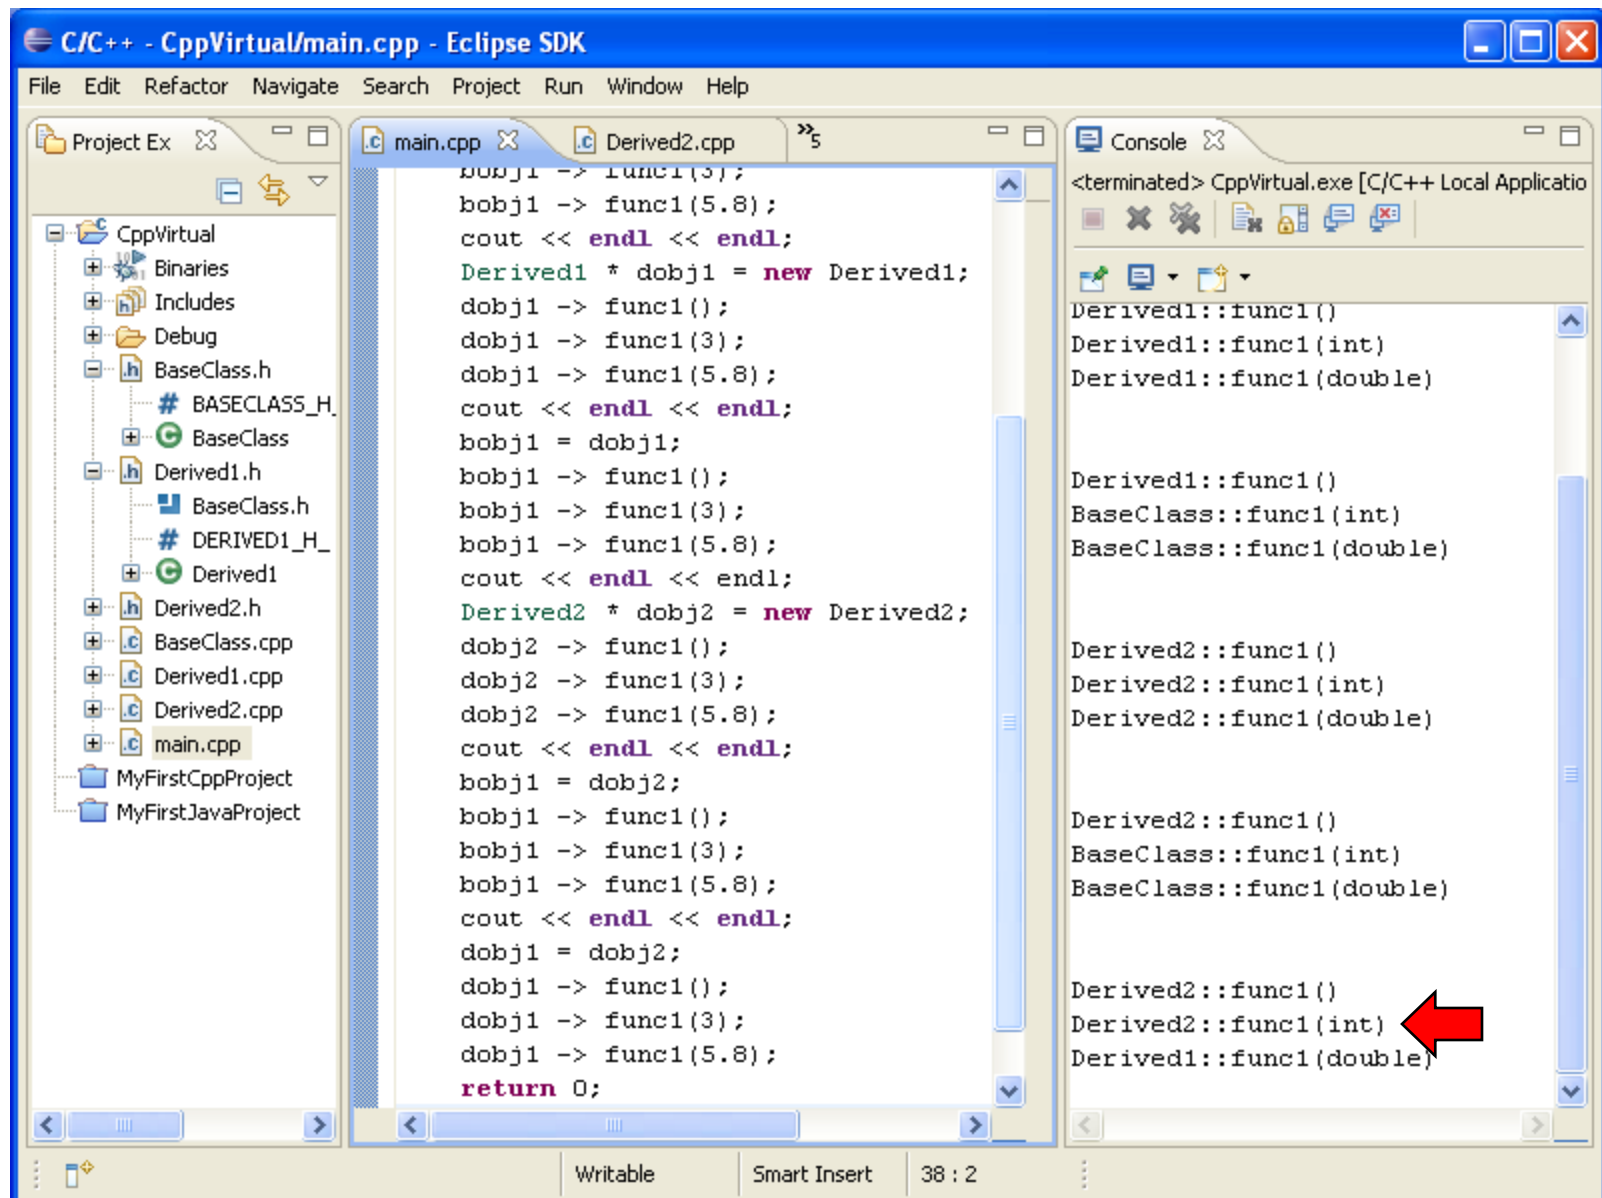 C/C++ - CppVirtual/main.cpp - Eclipse SDK
File Edit Refactor Navigate Search Project Run Window Help
Project Ex
CppVirtual
Binaries
Includes
Debug
BaseClass.h
BASECLASS_H_
BaseClass
Derived1.h
BaseClass.h
DERIVED1_H_
Derived1
Derived2.h
BaseClass.cpp
Derived1.cpp
Derived2.cpp
main.cpp
MyFirstCppProject
MyFirstJavaProject
main.cpp Derived2.cpp »5
bobj1 -> func1(3);
bobj1 -> func1(5.8);
cout << endl << endl;
Derived1 * dobj1 = new Derived1;
dobj1 -> func1();
dobj1 -> func1(3);
dobj1 -> func1(5.8);
cout << endl << endl;
bobj1 = dobj1;
bobj1 -> func1();
bobj1 -> func1(3);
bobj1 -> func1(5.8);
cout << endl << endl;
Derived2 * dobj2 = new Derived2;
dobj2 -> func1();
dobj2 -> func1(3);
dobj2 -> func1(5.8);
cout << endl << endl;
bobj1 = dobj2;
bobj1 -> func1();
bobj1 -> func1(3);
bobj1 -> func1(5.8);
cout << endl << endl;
dobj1 = dobj2;
dobj1 -> func1();
dobj1 -> func1(3);
dobj1 -> func1(5.8);
return 0;
Console
<terminated> CppVirtual.exe [C/C++ Local Applicatio
Derived1::func1()
Derived1::func1(int)
Derived1::func1(double)
Derived1::func1()
BaseClass::func1(int)
BaseClass::func1(double)
Derived2::func1()
Derived2::func1(int)
Derived2::func1(double)
Derived2::func1()
BaseClass::func1(int)
BaseClass::func1(double)
Derived2::func1()
Derived2::func1(int)
Derived1::func1(double)
Writable Smart Insert 38 : 2